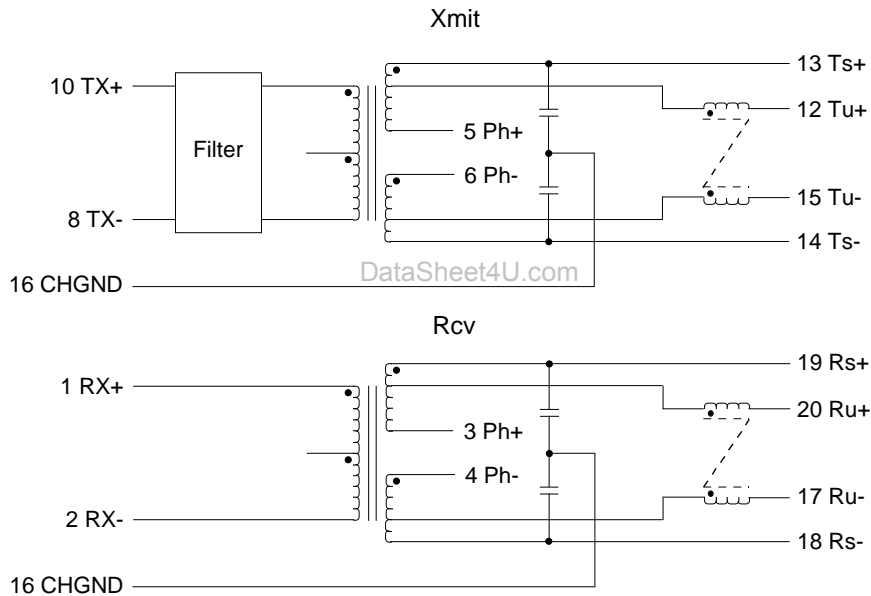 Xmit
13 Ts+
10 TX+
12 Tu+
5 Ph+
Filter
6 Ph-
15 Tu-
8 TX-
14 Ts-
DataSheet4U.com
16 CHGND
Rcv
19 Rs+
1 RX+
20 Ru+
3 Ph+
4 Ph-
17 Ru-
2 RX-
18 Rs-
16 CHGND